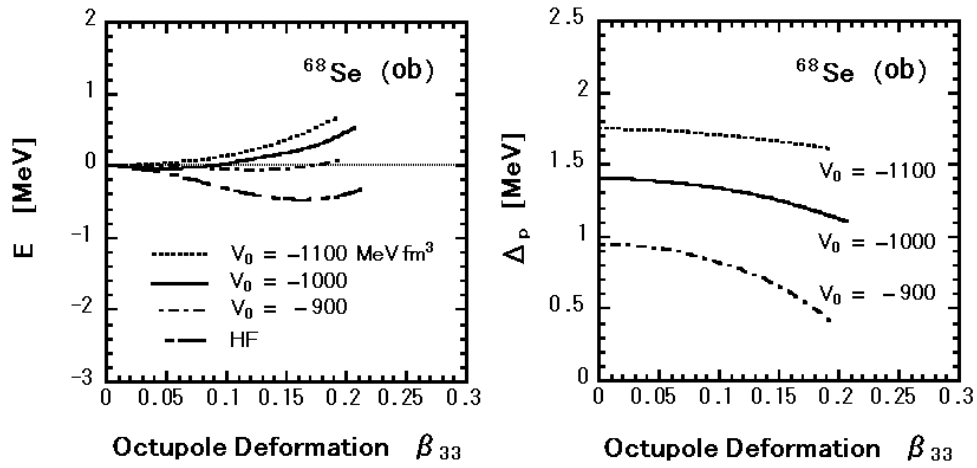 2
1
0
−1
−2
−3
E [MeV]
⁶⁸Se (ob)
V₀ = −1100 MeV fm³
V₀ = −1000
V₀ = −900
HF
0 0.05 0.1 0.15 0.2 0.25 0.3
Octupole Deformation β₃₃
2.5
2
1.5
1
0.5
0
Δₚ [MeV]
⁶⁸Se (ob)
V₀ = −1100
V₀ = −1000
V₀ = −900
0 0.05 0.1 0.15 0.2 0.25 0.3
Octupole Deformation β₃₃